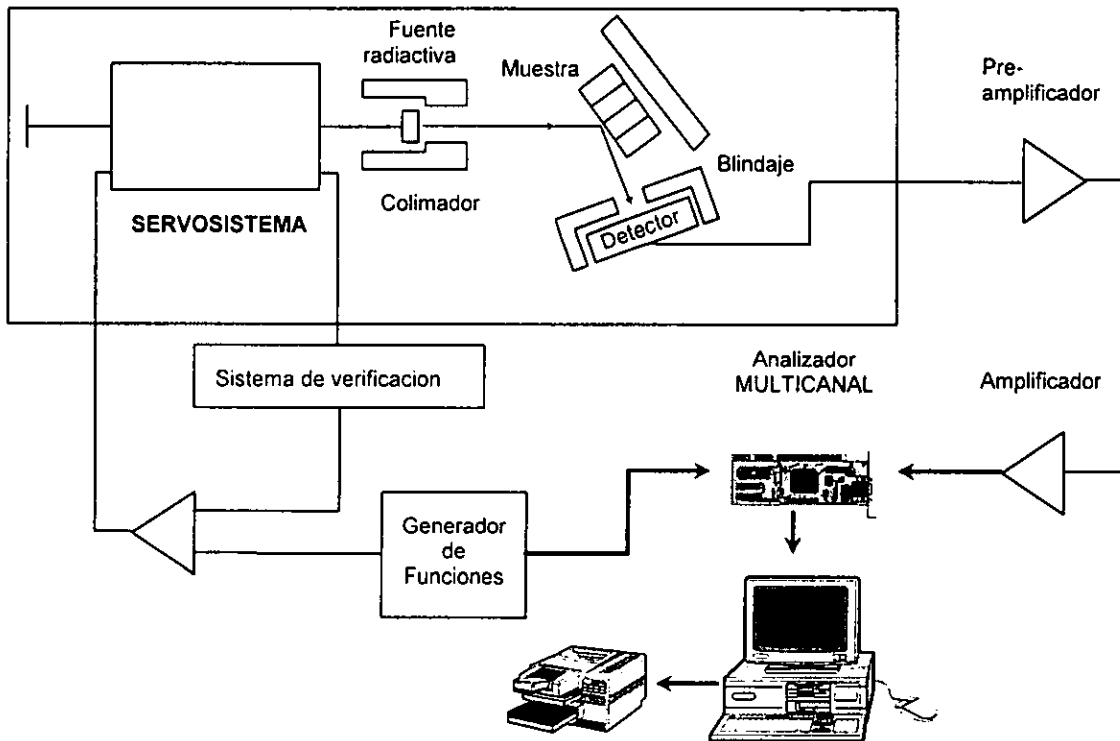 Fuente
radiactiva
Muestra
Pre-
amplificador
Blindaje
Colimador
SERVOSISTEMA
Detector
Sistema de verificacion
Analizador
MULTICANAL
Amplificador
Generador
de
Funciones